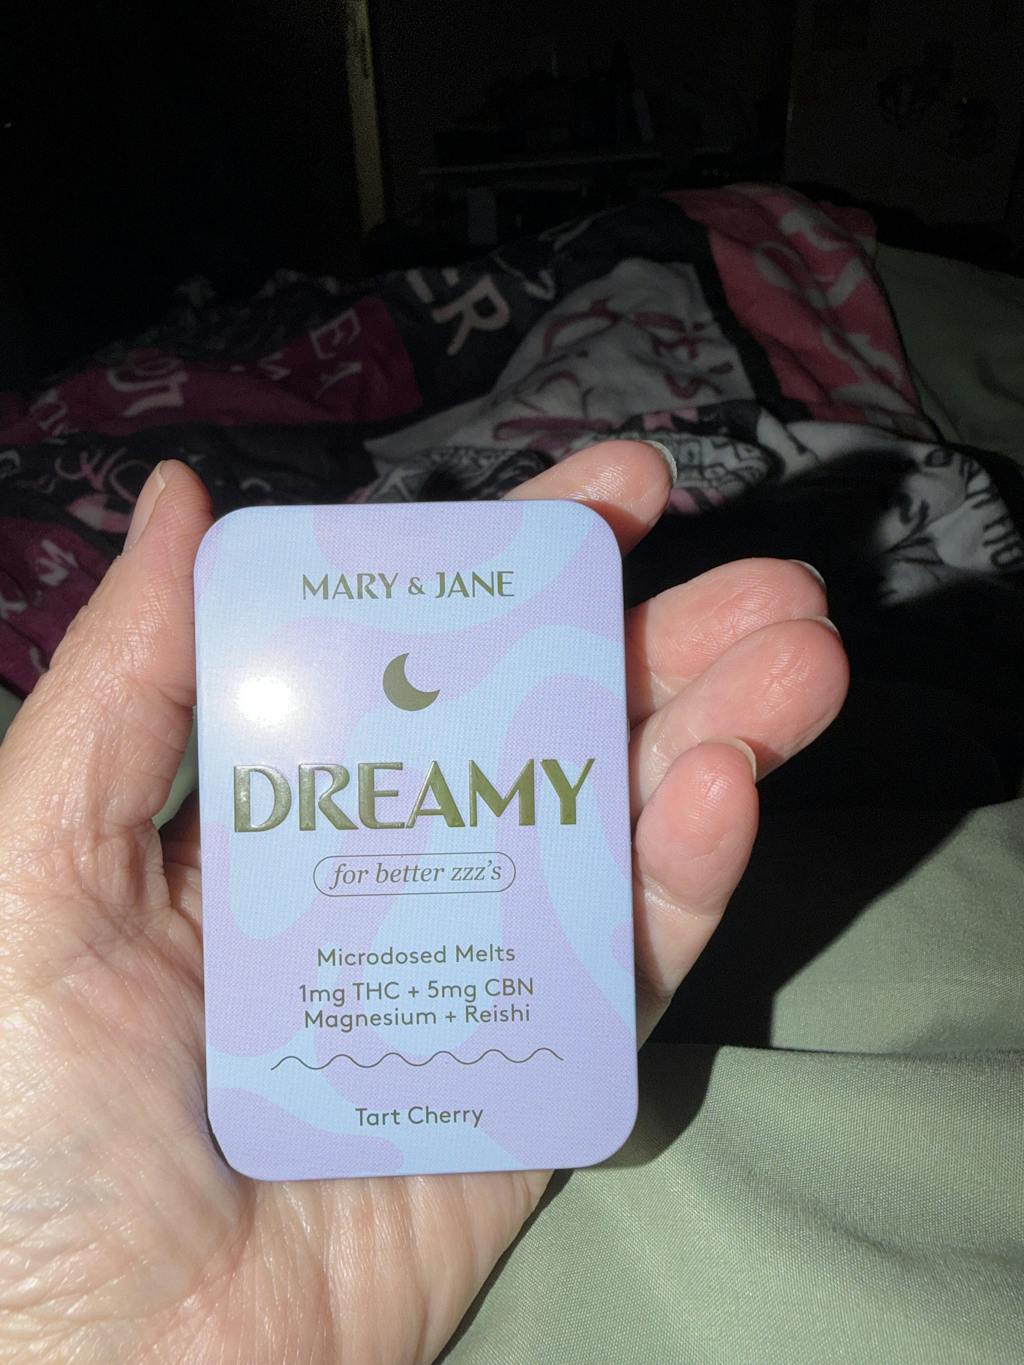 MARY & JANE
DREAMY
for better zzz's
Microdosed Melts
1mg THC + 5mg CBN
Magnesium + Reishi
Tart Cherry